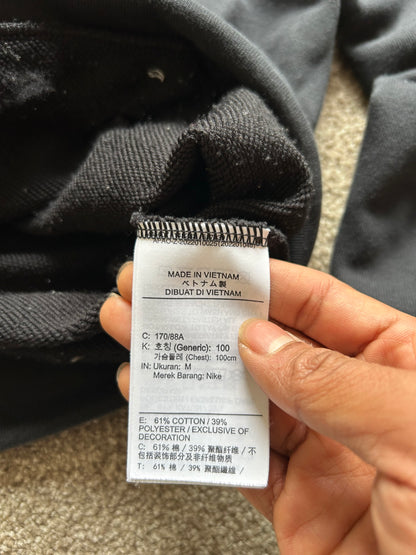 MADE IN VIETNAM
ベトナム製
DIBUAT DI VIETNAM
C: 170/88A
K: 호칭 (Generic): 100
가슴둘레 (Chest): 100cm
IN: Ukuran: M
Merek Barang: Nike
E: 61% COTTON / 39%
POLYESTER / EXCLUSIVE OF
DECORATION
C: 61% 棉 / 39% 聚酯纤维 / 不
包括装饰部分及非统一物质
T: 61% 棉 / 39% 聚酯纖維 /